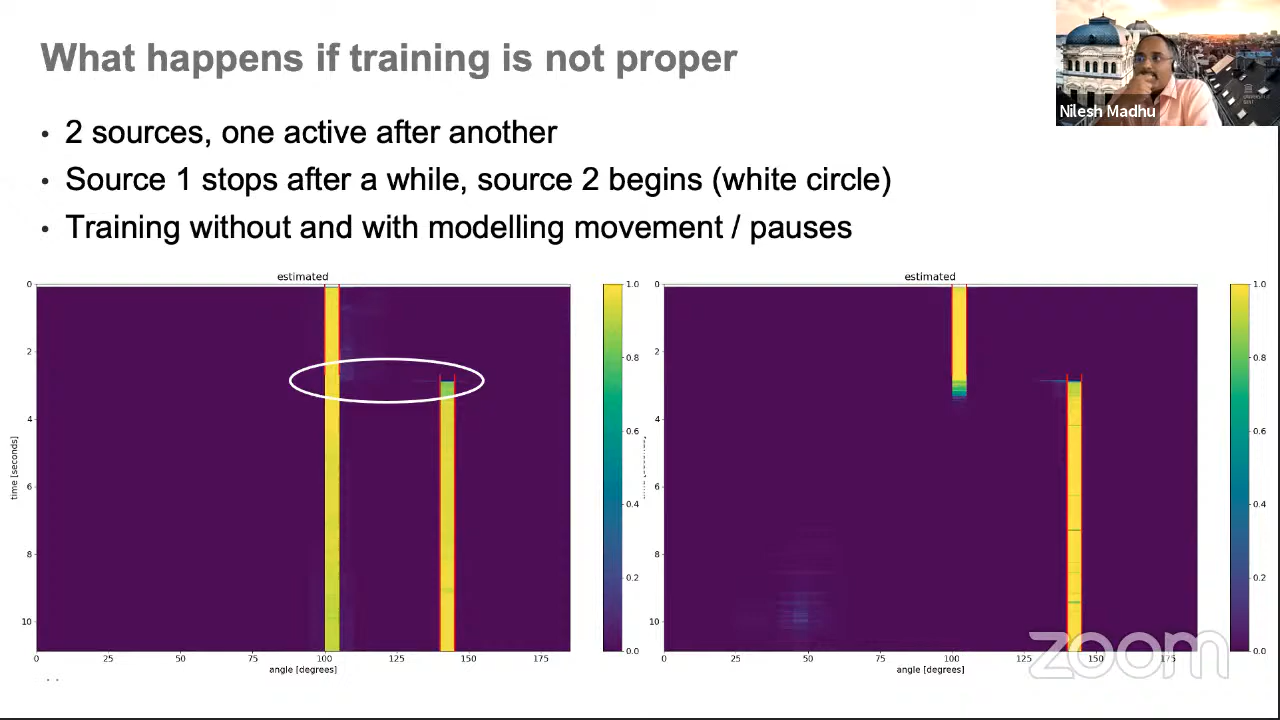 What happens if training is not proper
Nilesh Madhu
• 2 sources, one active after another
• Source 1 stops after a while, source 2 begins (white circle)
• Training without and with modelling movement / pauses
estimated
0
2
4
6
8
10
time [seconds]
0 25 50 75 100 125 150 175
angle [degrees]
1.0
0.8
0.6
0.4
0.2
0.0
estimated
0
2
4
6
8
10
0 25 50 75 100 125 150 175
angle [degrees]
1.0
0.8
0.6
0.4
0.2
0.0
zoom